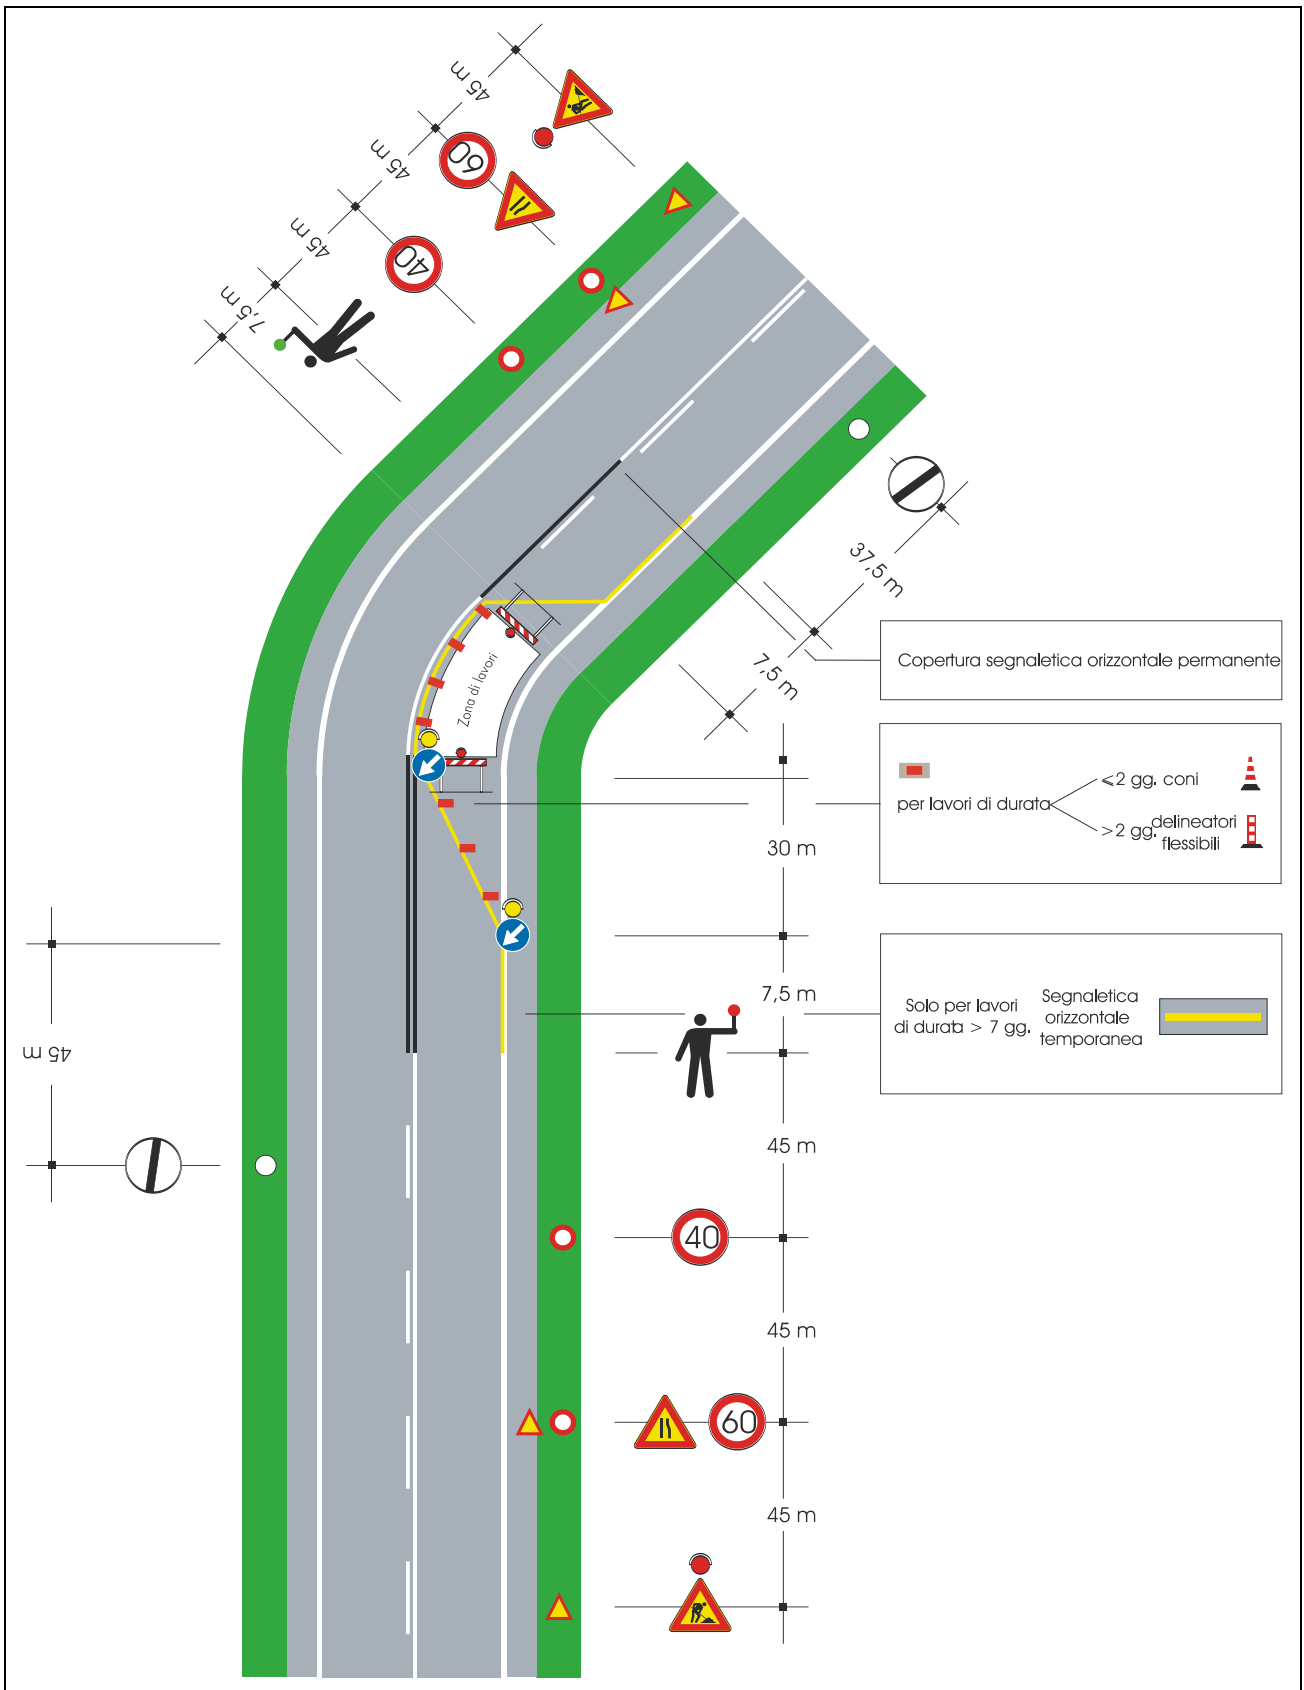 45 m
45 m
60
45 m
40
7,5 m
37,5 m
7,5 m
Zona di lavori
Copertura segnaletica orizzontale permanente
⩽2 gg. coni
per lavori di durata
>2 gg.
delineatori
flessibili
30 m
7,5 m
Solo per lavori
di durata > 7 gg.
Segnaletica
orizzontale
temporanea
45 m
45 m
40
45 m
60
45 m